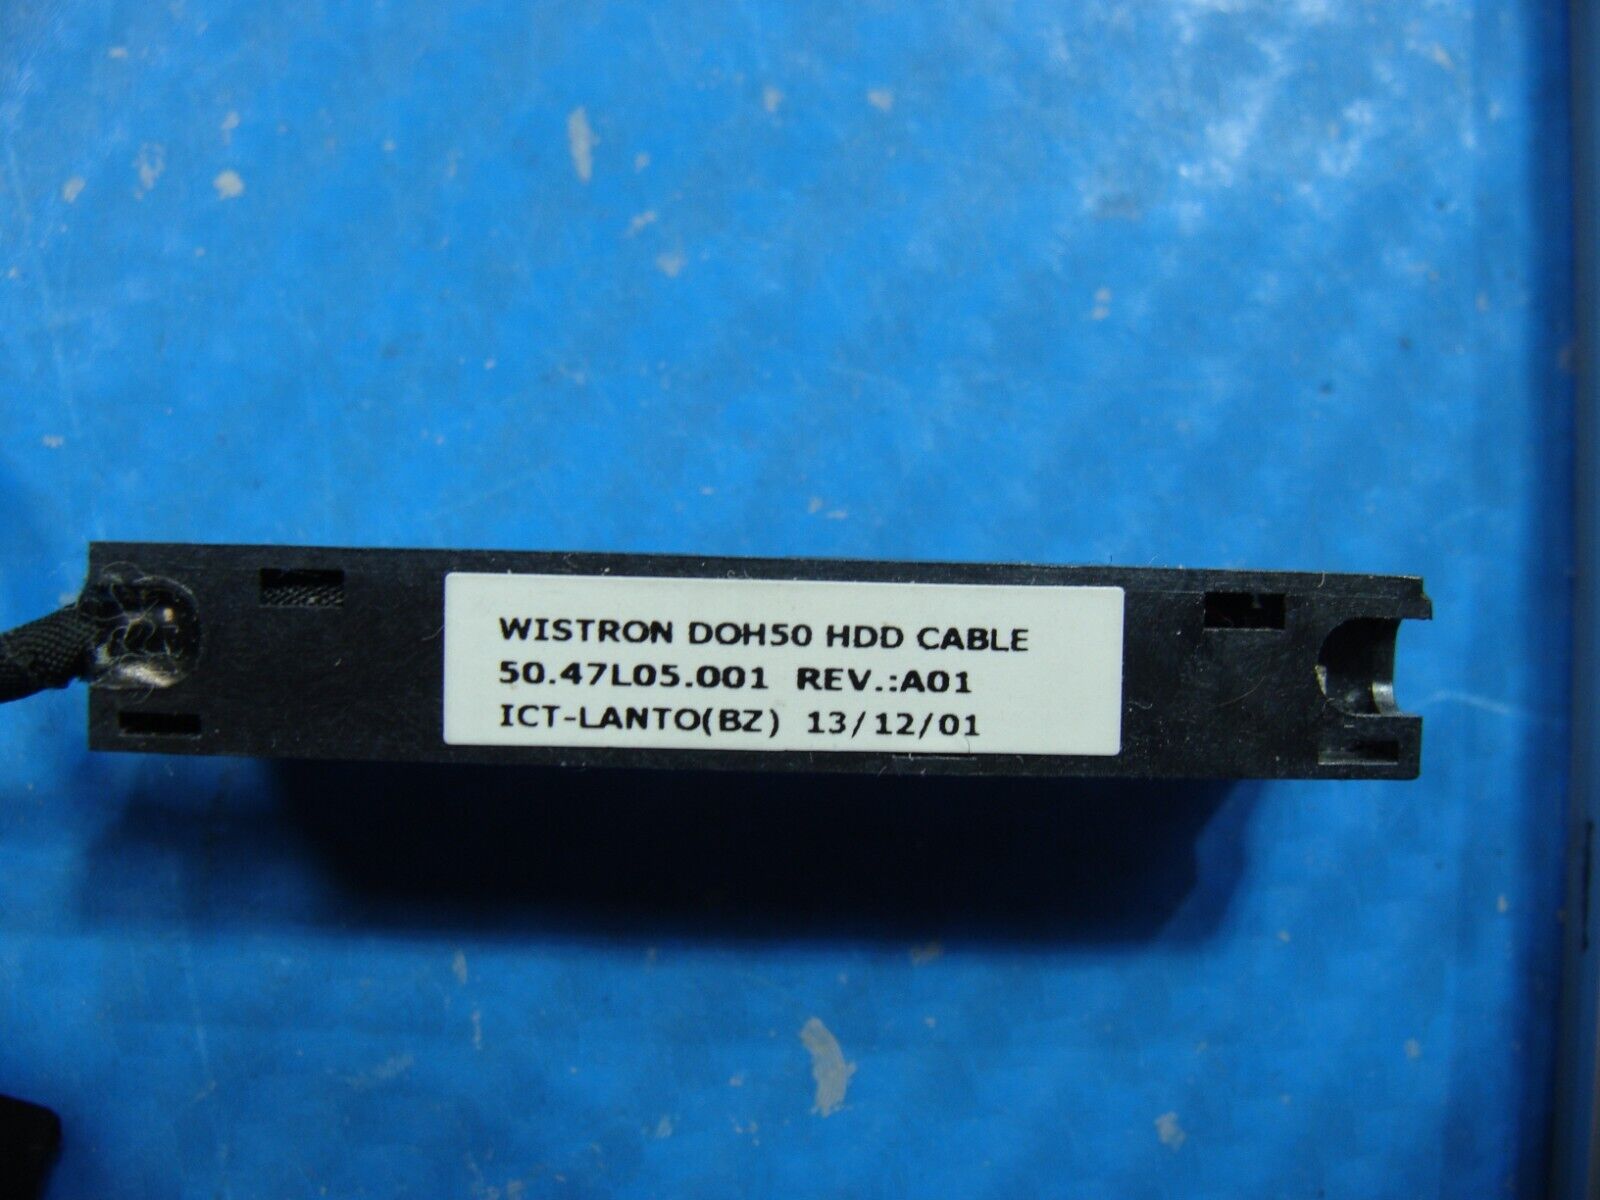 WISTRON DOH50 HDD CABLE
50.47L05.001 REV.:A01
ICT-LANTO(BZ) 13/12/01